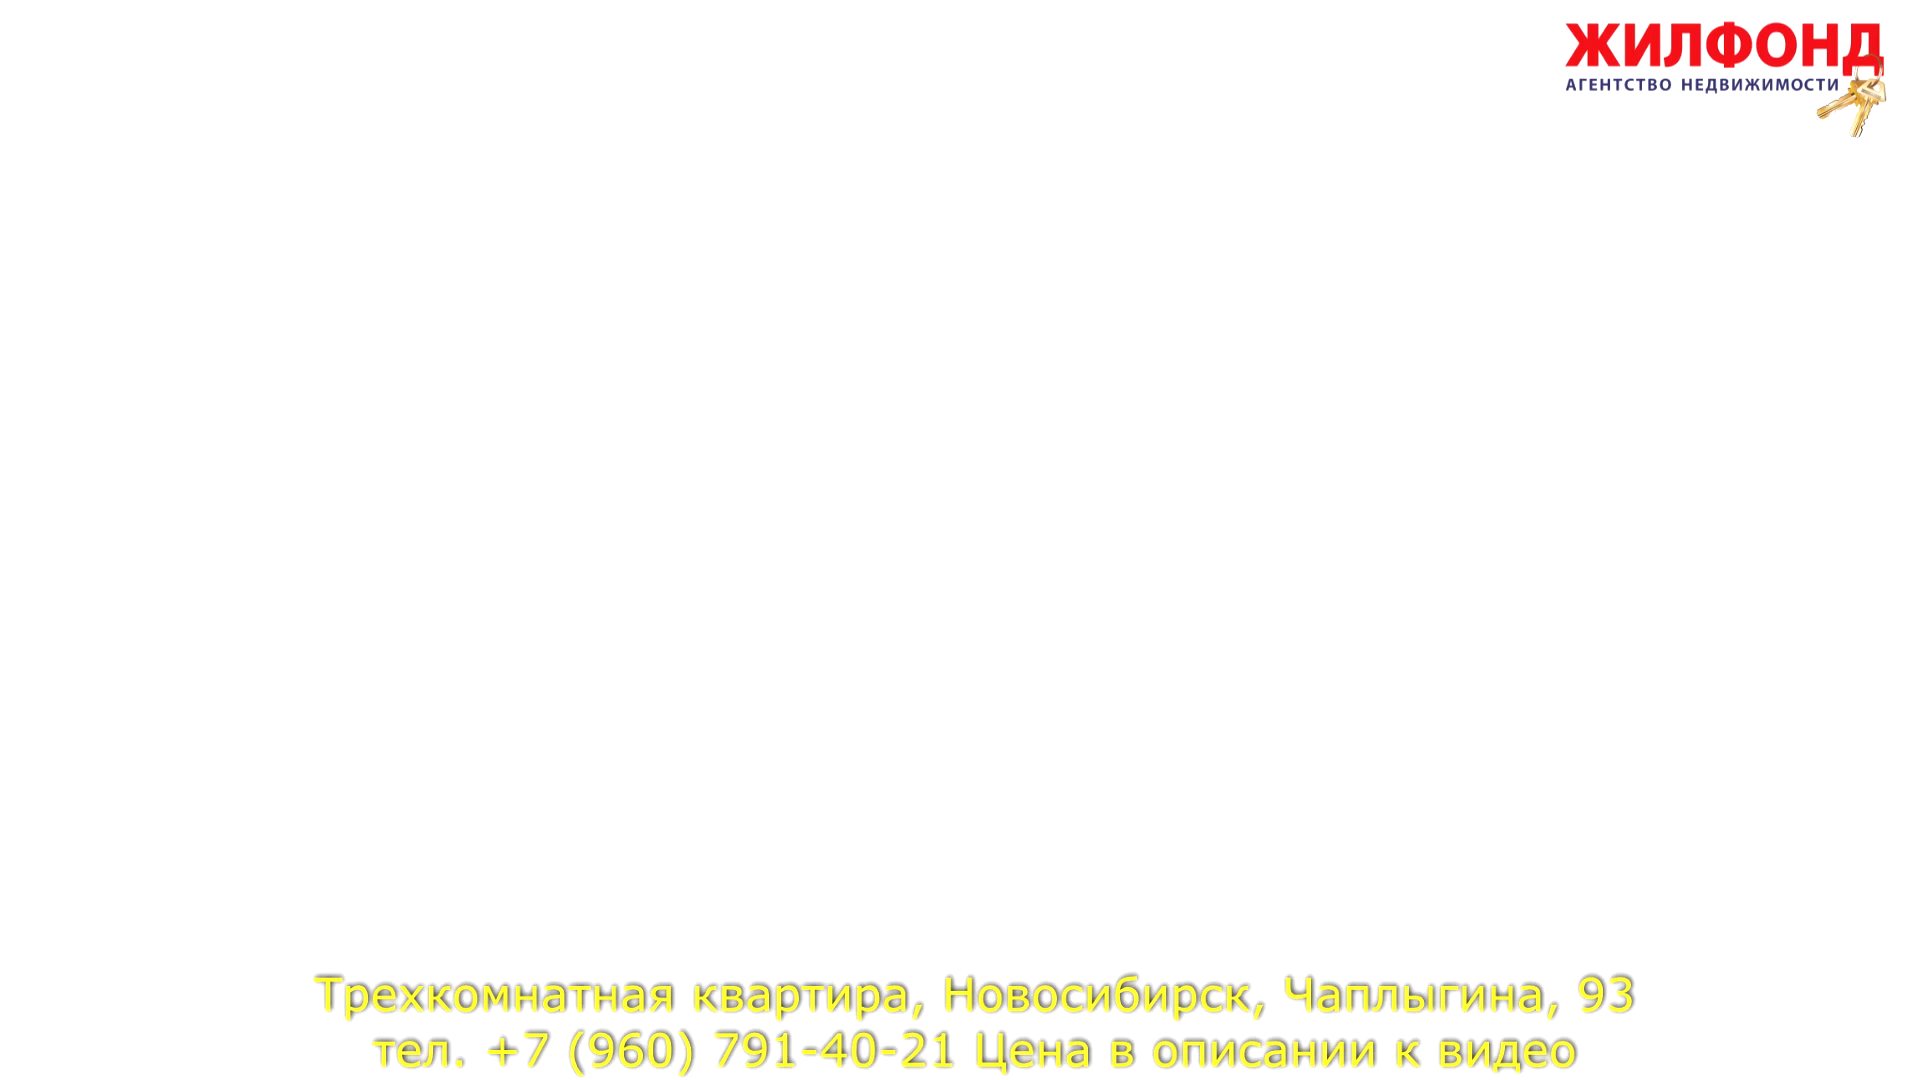 ЖИЛФОНД
АГЕНТСТВО НЕДВИЖИМОСТИ
Трехкомнатная квартира, Новосибирск, Чаплыгина, 93
тел. +7 (960) 791-40-21 Цена в описании к видео